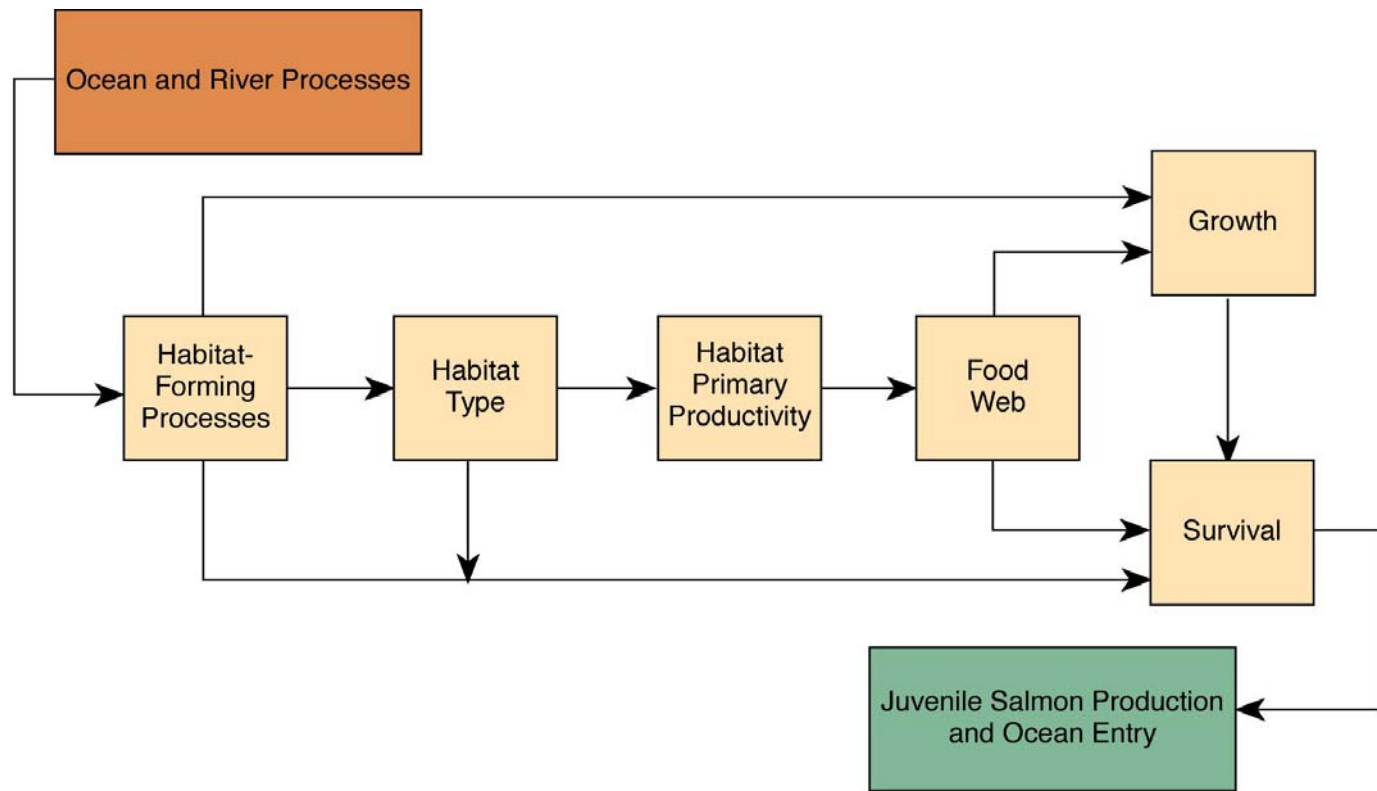 Ocean and River Processes
Growth
Habitat-
Forming
Processes
Habitat
Type
Habitat
Primary
Productivity
Food
Web
Survival
Juvenile Salmon Production
and Ocean Entry